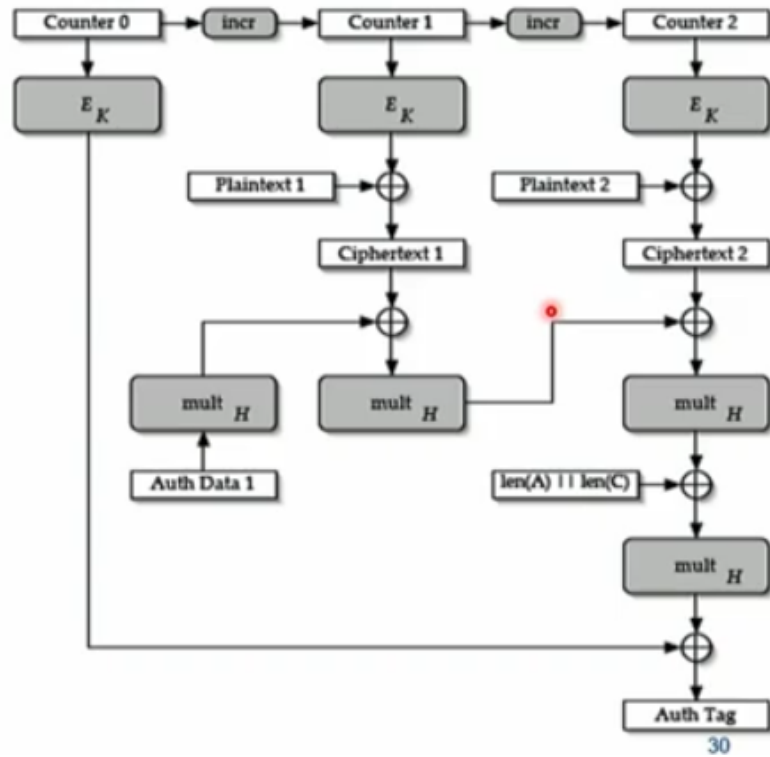 Counter 0
incr
Counter 1
incr
Counter 2
E K
E K
E K
Plaintext 1
Plaintext 2
Ciphertext 1
Ciphertext 2
mult H
mult H
mult H
Auth Data 1
len(A) || len(C)
mult H
Auth Tag
30